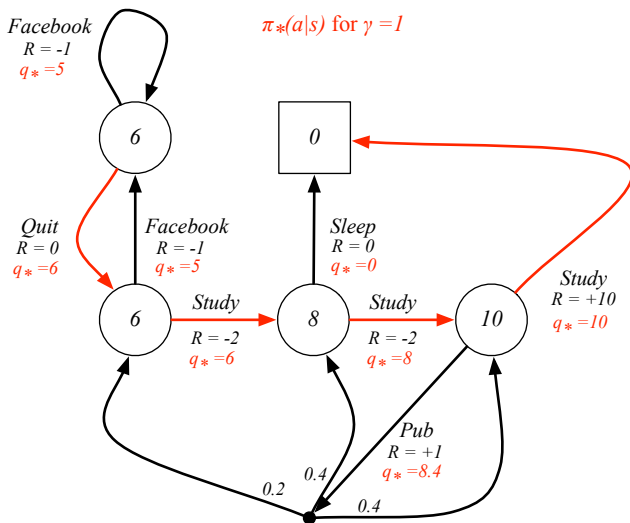 Facebook
R = -1
q* =5
π*(a|s) for γ =1
6
0
Quit
R = 0
q* =6
Facebook
R = -1
q* =5
Sleep
R = 0
q* =0
Study
R = +10
q* =10
6
Study
R = -2
q* =6
8
Study
R = -2
q* =8
10
Pub
R = +1
q* =8.4
0.2
0.4
0.4